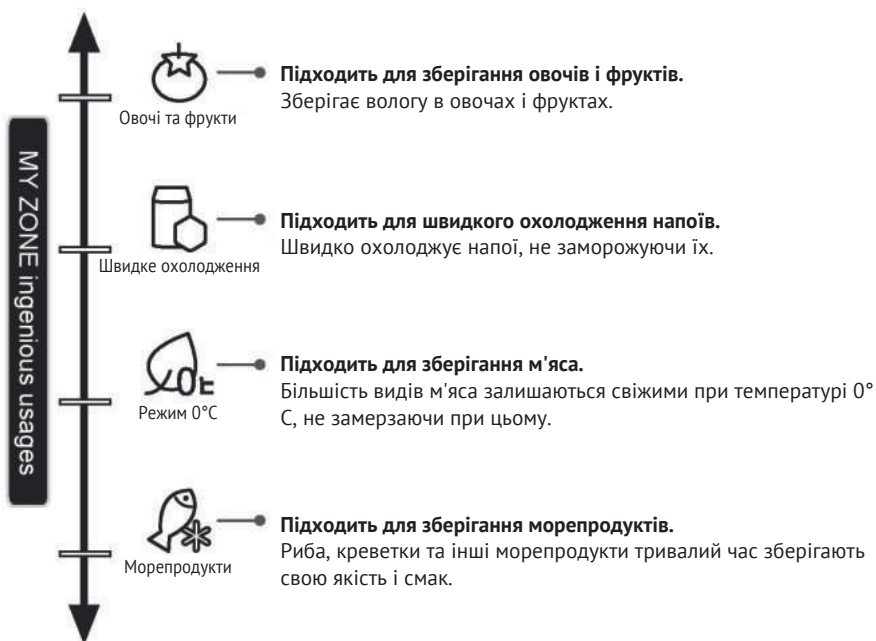 MY ZONE ingenious usages
Овочі та фрукти
Підходить для зберігання овочів і фруктів.
Зберігає вологу в овочах і фруктах.
Швидке охолодження
Підходить для швидкого охолодження напоїв.
Швидко охолоджує напої, не заморожуючи їх.
Режим 0°C
Підходить для зберігання м'яса.
Більшість видів м'яса залишаються свіжими при температурі 0°
С, не замерзаючи при цьому.
Морепродукти
Підходить для зберігання морепродуктів.
Риба, креветки та інші морепродукти тривалий час зберігають
свою якість і смак.